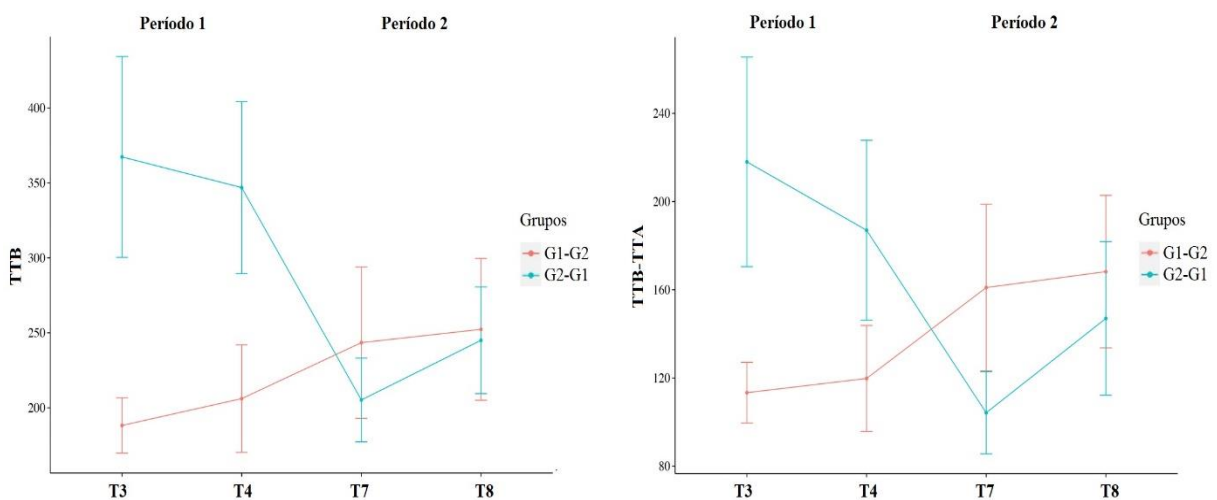 Período 1
Período 2
TTB
400
350
300
250
200
T3
T4
T7
T8
Grupos
G1-G2
G2-G1
Período 1
Período 2
TTB-TTA
240
200
160
120
80
T3
T4
T7
T8
Grupos
G1-G2
G2-G1